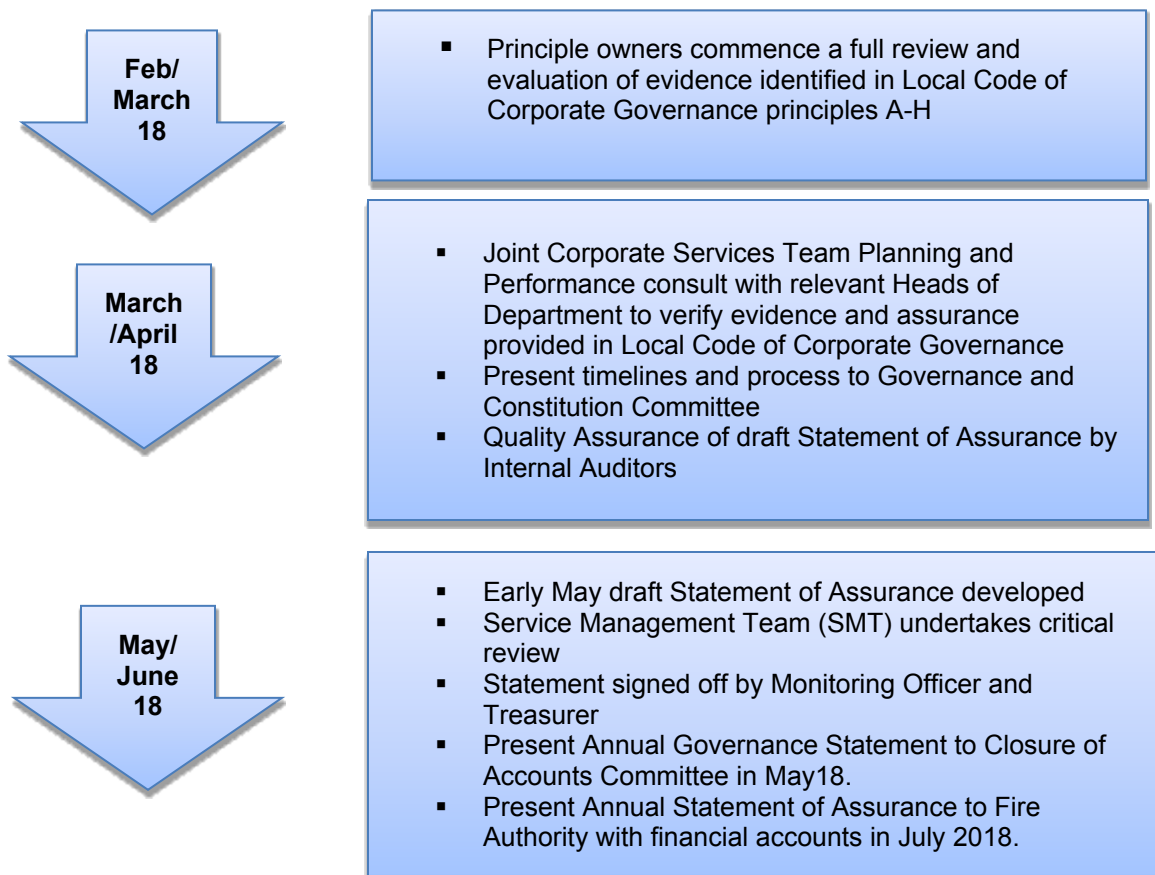 Feb/
March
18
▪ Principle owners commence a full review and
evaluation of evidence identified in Local Code of
Corporate Governance principles A-H
March
/April
18
▪ Joint Corporate Services Team Planning and
Performance consult with relevant Heads of
Department to verify evidence and assurance
provided in Local Code of Corporate Governance
▪ Present timelines and process to Governance and
Constitution Committee
▪ Quality Assurance of draft Statement of Assurance by
Internal Auditors
May/
June
18
▪ Early May draft Statement of Assurance developed
▪ Service Management Team (SMT) undertakes critical
review
▪ Statement signed off by Monitoring Officer and
Treasurer
▪ Present Annual Governance Statement to Closure of
Accounts Committee in May18.
▪ Present Annual Statement of Assurance to Fire
Authority with financial accounts in July 2018.